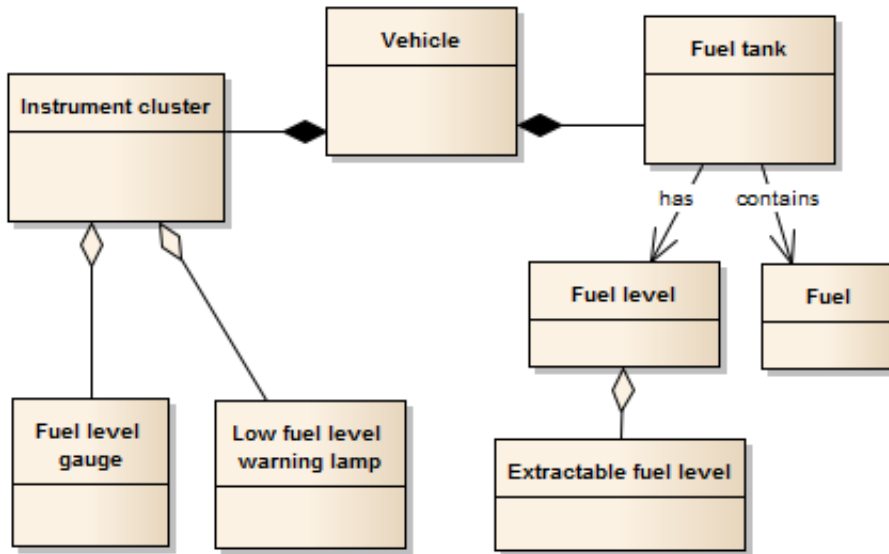 Vehicle
Fuel tank
Instrument cluster
has
contains
Fuel level
Fuel
Fuel level
gauge
Low fuel level
warning lamp
Extractable fuel level